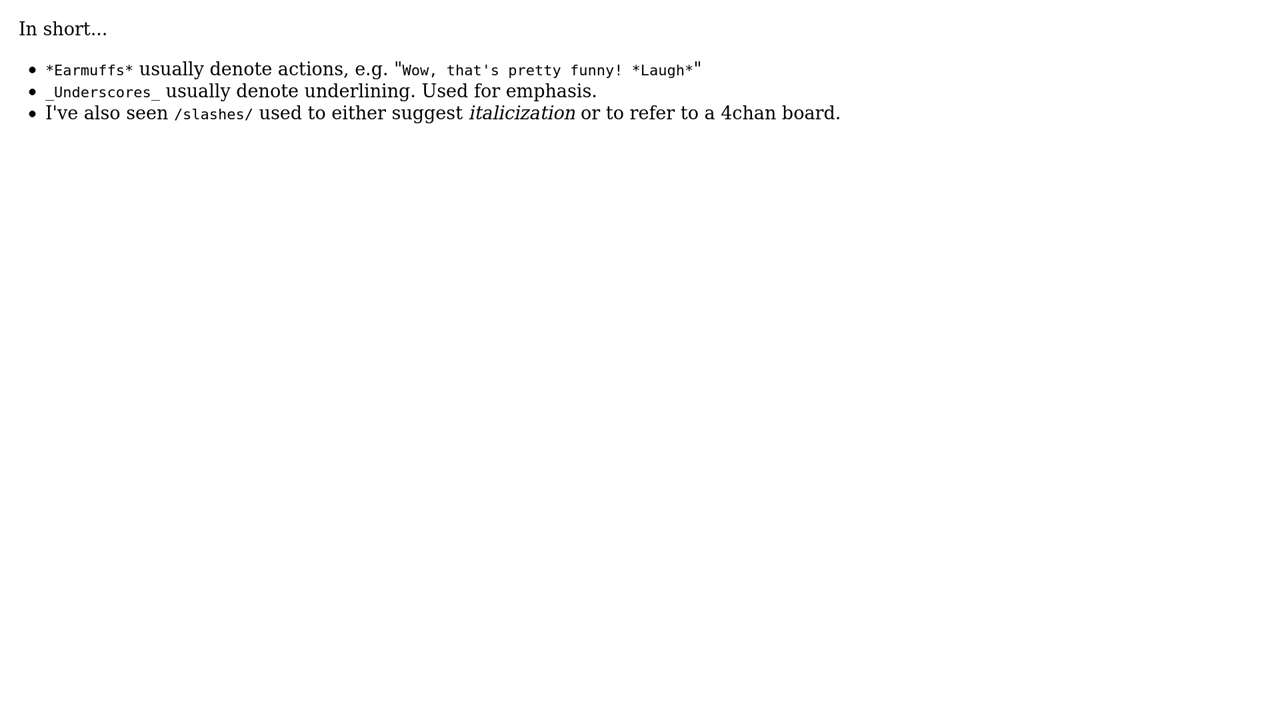 In short...
• *Earmuffs* usually denote actions, e.g. "Wow, that's pretty funny! *Laugh*"
• _Underscores_ usually denote underlining. Used for emphasis.
• I've also seen /slashes/ used to either suggest italicization or to refer to a 4chan board.